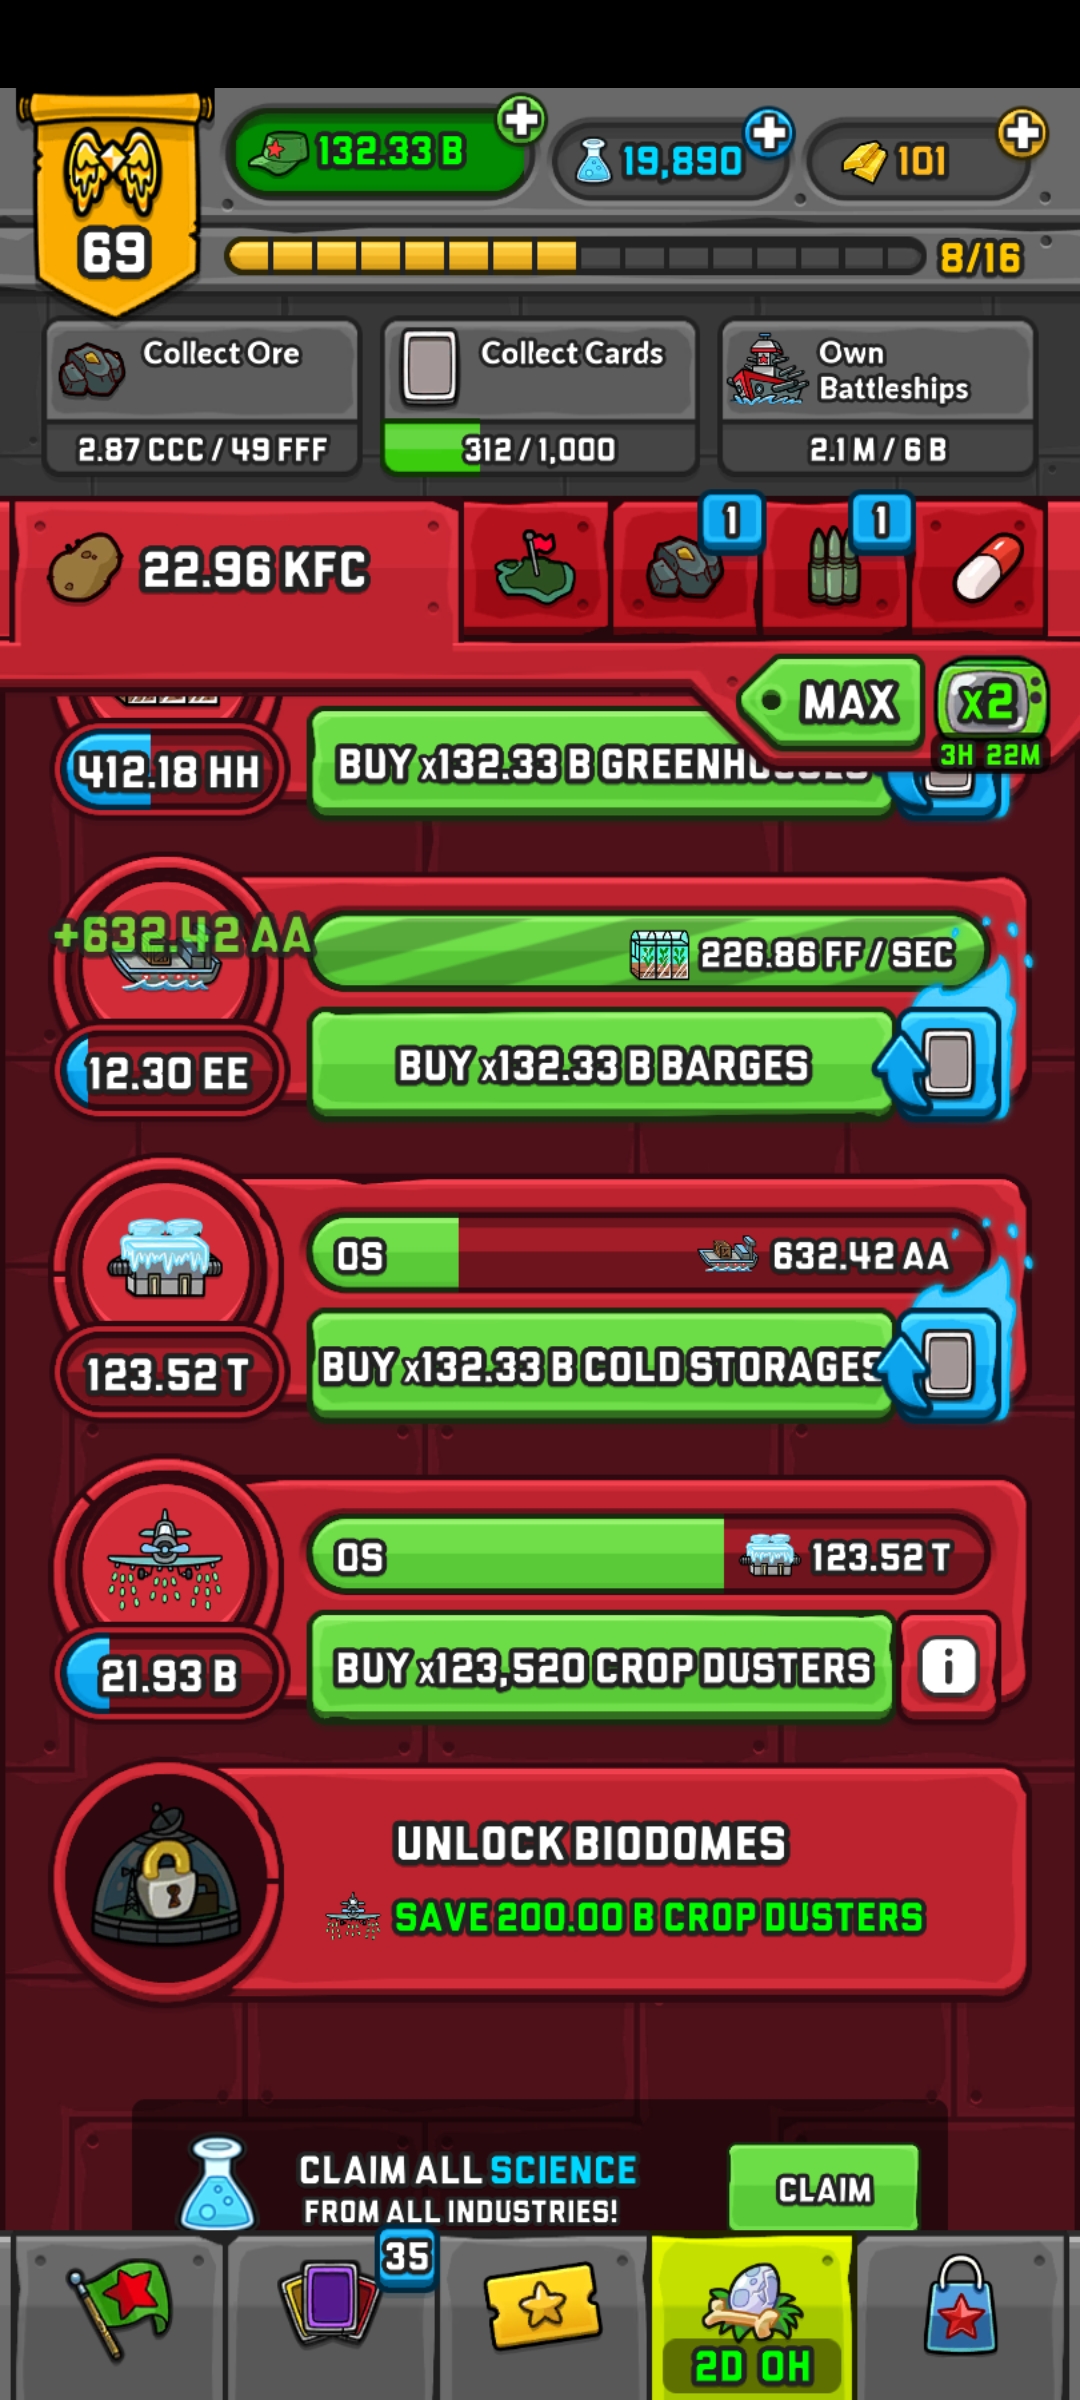 132.33 B
19,890
101
69
8/16
Collect Ore
2.87 CCC / 49 FFF
Collect Cards
312 / 1,000
Own
Battleships
2.1 M / 6 B
22.96 KFC
1
1
MAX
x2
3H 22M
412.18 HH
BUY x132.33 B GREENHOUSES
+632.42 AA
226.86 FF / SEC
12.30 EE
BUY x132.33 B BARGES
0S
632.42 AA
123.52 T
BUY x132.33 B COLD STORAGES
0S
123.52 T
21.93 B
BUY x123,520 CROP DUSTERS
i
UNLOCK BIODOMES
SAVE 200.00 B CROP DUSTERS
CLAIM ALL SCIENCE
FROM ALL INDUSTRIES!
CLAIM
35
2D 0H